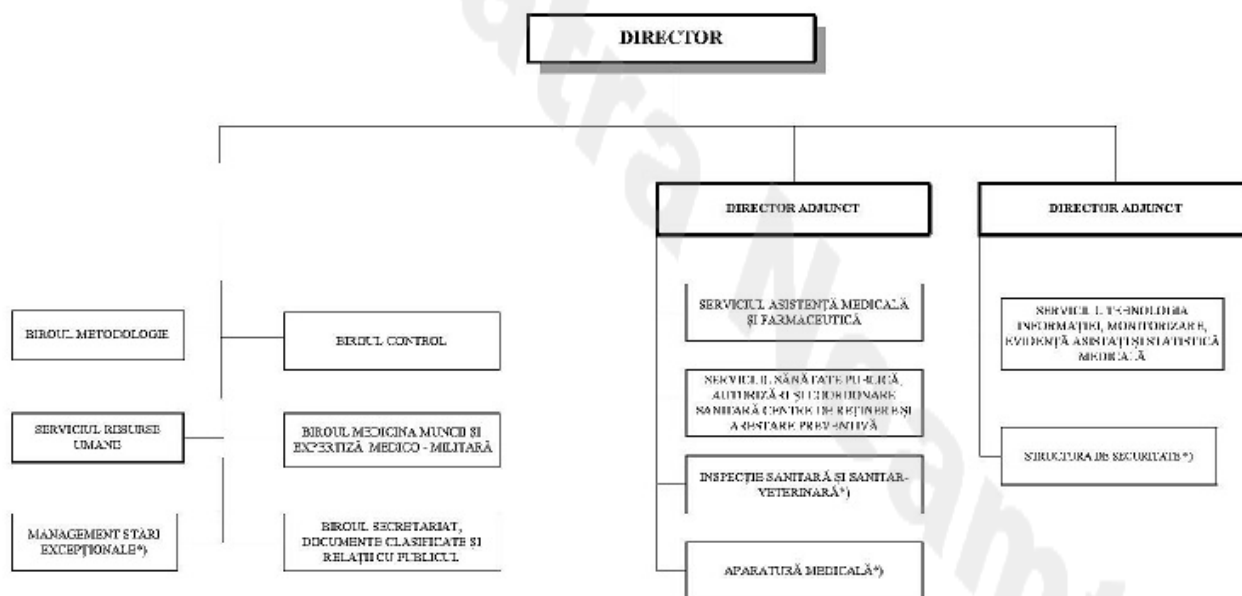 DIRECTOR
DIRECTOR ADJUNCT
DIRECTOR ADJUNCT
BIROUL METODOLOGIE
BIROUL CONTROL
SERVICIUL ASISTENȚĂ MEDICALĂ
ȘI FARMACEUTICĂ
SERVICIUL TEHNOLOGIA
INFORMAȚIEI, MONITORIZARE,
EVIDENȚĂ ASISTAȚI ȘI STATISTICĂ
MEDICALĂ
SERVICIUL SĂNĂTATE PUBLICĂ,
AUTORIZĂRI ȘI COORDONARE
SANITARĂ CENTRE DE REȚINERE ȘI
ARESTARE PREVENTIVĂ
SERVICIUL RESURSE
UMANE
BIROUL MEDICINA MUNCII ȘI
EXPERTIZĂ MEDICO - MILITARĂ
INSPECȚIE SANITARĂ ȘI SANITAR-
VETERINARĂ*)
STRUCTURA DE SECURITATE*)
MANAGEMENT STĂRI
EXCEPȚIONALE*)
BIROUL SECRETARIAT,
DOCUMENTE CLASIFICATE ȘI
RELAȚII CU PUBLICUL
APARATURĂ MEDICALĂ*)
atra Neamț